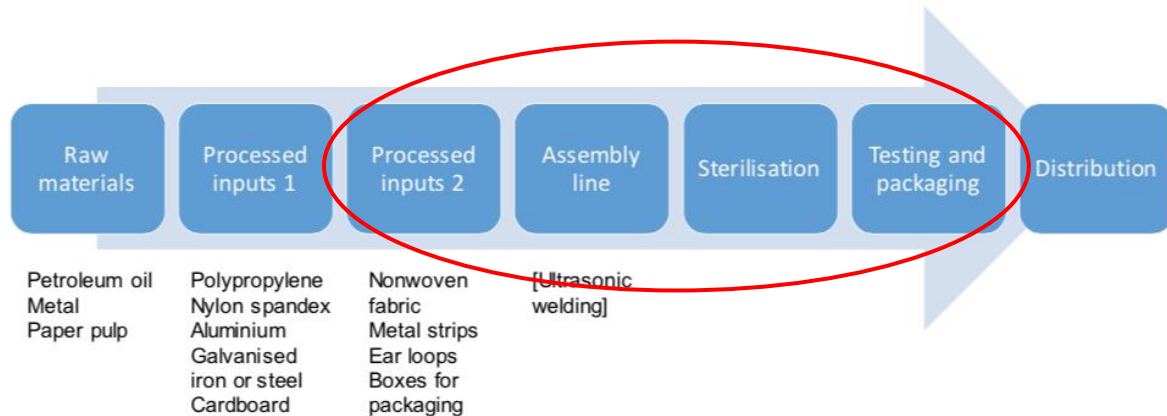 Raw
materials
Processed
inputs 1
Processed
inputs 2
Assembly
line
Sterilisation
Testing and
packaging
Distribution
Petroleum oil
Metal
Paper pulp
Polypropylene
Nylon spandex
Aluminium
Galvanised
iron or steel
Cardboard
Nonwoven
fabric
Metal strips
Ear loops
Boxes for
packaging
[Ultrasonic
welding]